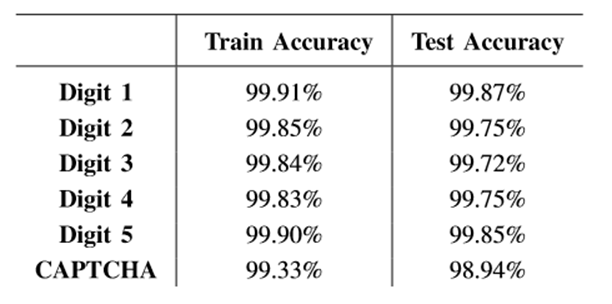 Train Accuracy Test Accuracy
Digit 1 99.91% 99.87%
Digit 2 99.85% 99.75%
Digit 3 99.84% 99.72%
Digit 4 99.83% 99.75%
Digit 5 99.90% 99.85%
CAPTCHA 99.33% 98.94%